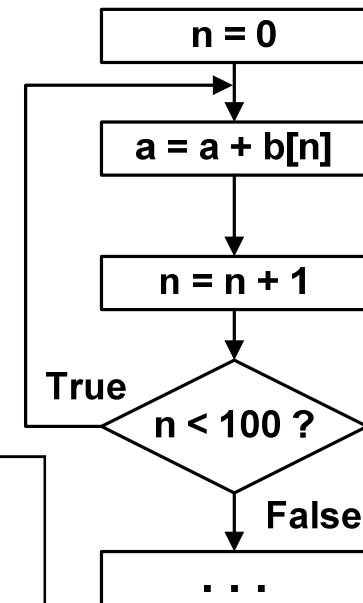 n = 0
a = a + b[n]
n = n + 1
True
n < 100 ?
False
. . .